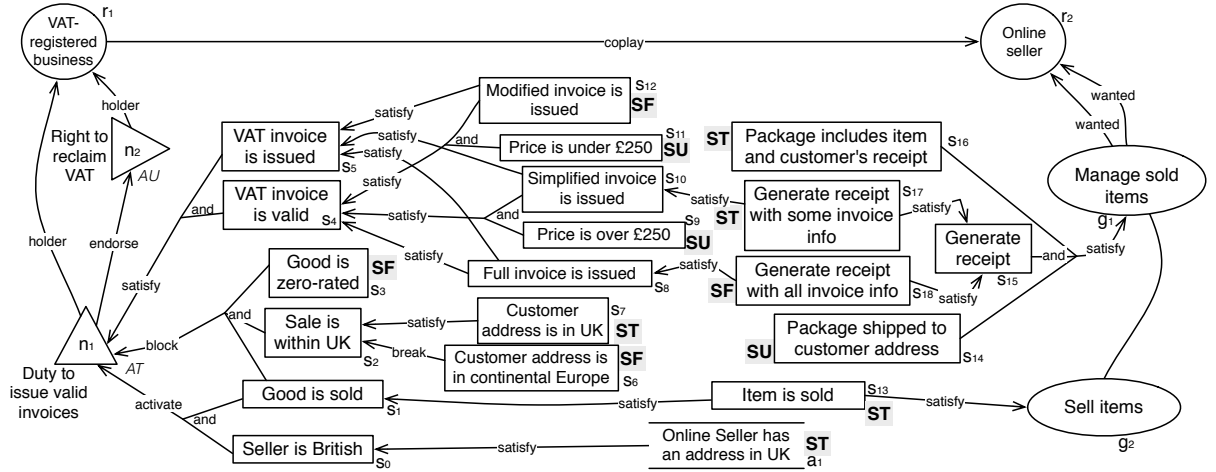 VAT-
registered
business
r1
coplay
Online
seller
r2
holder
Right to
reclaim
VAT
n2
AU
holder
endorse
satisfy
n1
AT
Duty to
issue valid
invoices
VAT invoice
is issued
s5
VAT invoice
is valid
s4
and
satisfy
satisfy
satisfy
satisfy
satisfy
satisfy
and
and
Modified invoice is
issued
s12
SF
Price is under £250
s11
SU
Simplified invoice
is issued
s10
Price is over £250
s9
SU
Full invoice is issued
s8
Good is
zero-rated
SF
s3
Sale is
within UK
s2
and
block
Customer
address is in UK
s7
ST
satisfy
Customer address is
in continental Europe
SF
s6
break
Good is sold
s1
activate
and
Seller is British
s0
satisfy
Online Seller has
an address in UK
ST
a1
Item is sold
s13
ST
satisfy
satisfy
Sell items
g2
ST
Package includes item
and customer's receipt
s16
Generate receipt
with some invoice
info
s17
ST
satisfy
satisfy
Generate receipt
with all invoice info
SF
s18
satisfy
satisfy
Generate
receipt
s15
and
satisfy
Package shipped to
customer address
SU
s14
Manage sold
items
g1
wanted
wanted